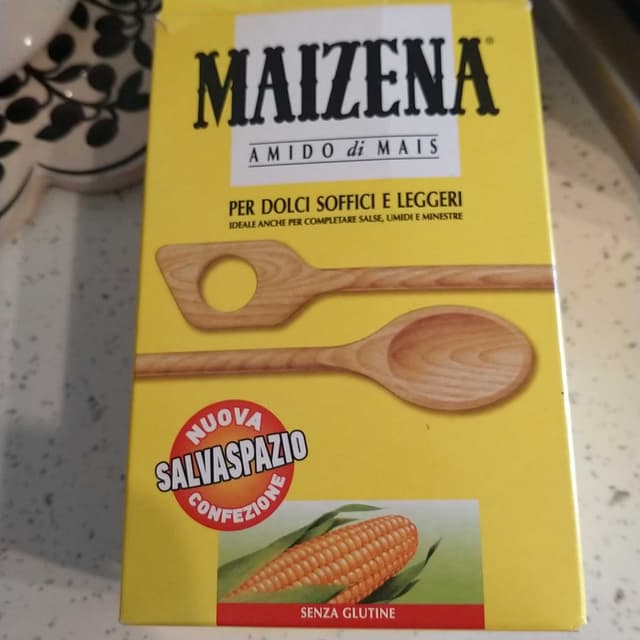 MAIZENA®
AMIDO di MAIS
PER DOLCI SOFFICI E LEGGERI
IDEALE ANCHE PER COMPLETARE SALSE, UMIDI E MINESTRE
NUOVA
SALVASPAZIO
CONFEZIONE
SENZA GLUTINE